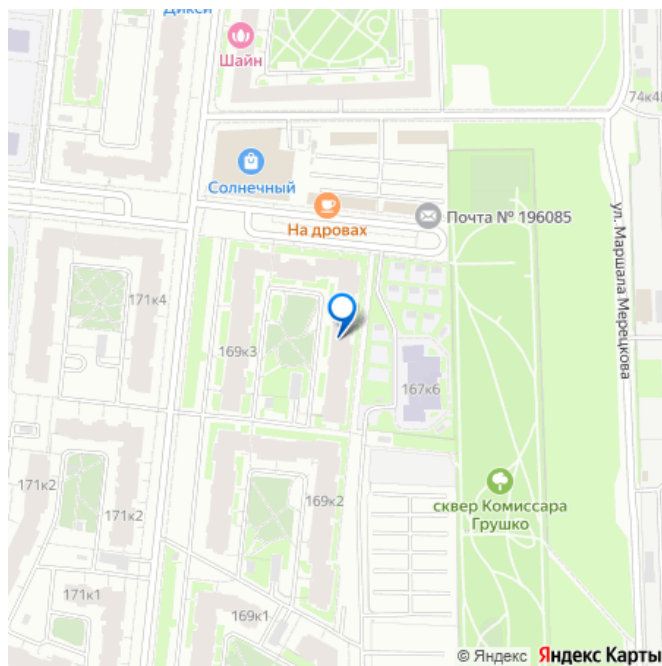 Дикси
Шайн
74к4
Солнечный
На дровах
Почта № 196085
ул. Маршала Мерецкова
171к4
169к3
167к6
171к2
171к2
169к2
сквер Комиссара
Грушко
171к1
169к1
© Яндекс Яндекс Карты